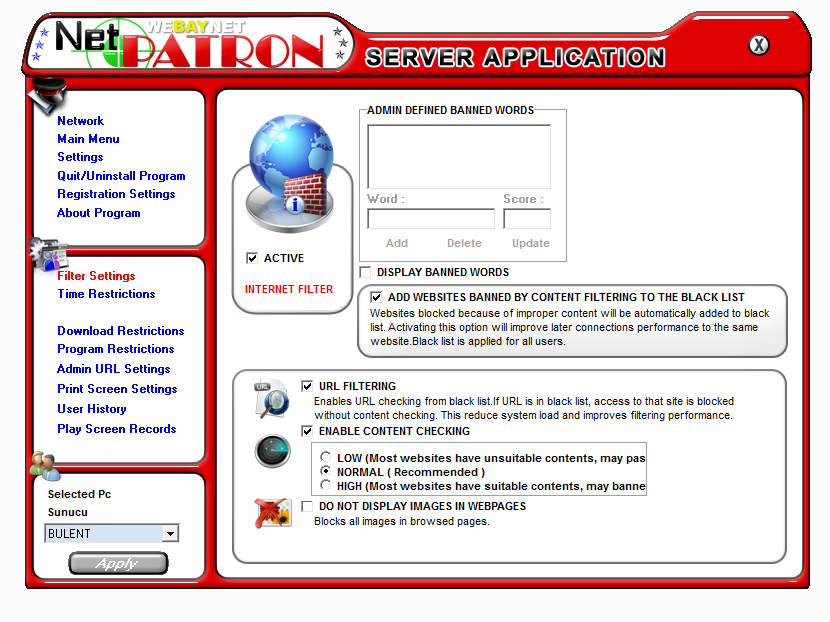 WEBAYNET
Net PATRON
SERVER APPLICATION
X
Network
Main Menu
Settings
Quit/Uninstall Program
Registration Settings
About Program
Filter Settings
Time Restrictions
Download Restrictions
Program Restrictions
Admin URL Settings
Print Screen Settings
User History
Play Screen Records
Selected Pc
Sunucu
BULENT
Apply
ACTIVE
INTERNET FILTER
ADMIN DEFINED BANNED WORDS
Word : Score :
Add Delete Update
DISPLAY BANNED WORDS
ADD WEBSITES BANNED BY CONTENT FILTERING TO THE BLACK LIST
Websites blocked because of improper content will be automatically added to black
list. Activating this option will improve later connections performance to the same
website.Black list is applied for all users.
URL
URL FILTERING
Enables URL checking from black list.If URL is in black list, access to that site is blocked
without content checking. This reduce system load and improves filtering performance.
ENABLE CONTENT CHECKING
LOW (Most websites have unsuitable contents, may pas
NORMAL ( Recommended )
HIGH (Most websites have suitable contents, may banne
DO NOT DISPLAY IMAGES IN WEBPAGES
Blocks all images in browsed pages.